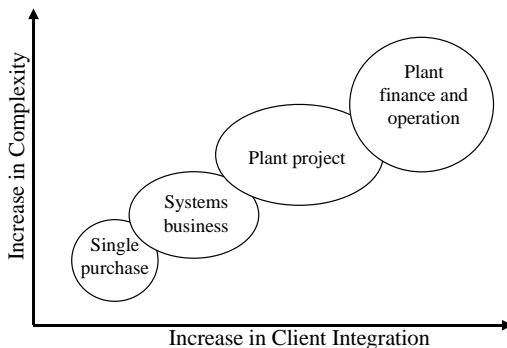 Increase in Complexity
Plant
finance and
operation
Plant project
Systems
business
Single
purchase
Increase in Client Integration